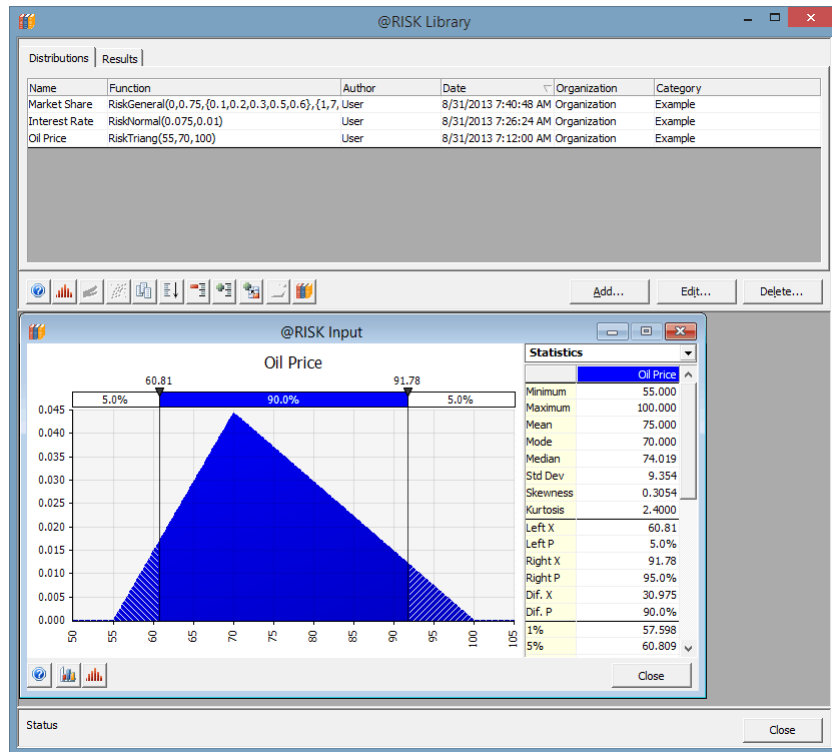 @RISK Library
Distributions Results
Name Function Author Date Organization Category
Market Share RiskGeneral(0,0.75,{0.1,0.2,0.3,0.5,0.6},{1,7, User 8/31/2013 7:40:48 AM Organization Example
Interest Rate RiskNormal(0.075,0.01) User 8/31/2013 7:26:24 AM Organization Example
Oil Price RiskTriang(55,70,100) User 8/31/2013 7:12:00 AM Organization Example
Add... Edit... Delete...
@RISK Input
Oil Price
60.81 91.78
5.0% 90.0% 5.0%
0.045
0.040
0.035
0.030
0.025
0.020
0.015
0.010
0.005
0.000
50 55 60 65 70 75 80 85 90 95 100 105
Statistics
Oil Price
Minimum 55.000
Maximum 100.000
Mean 75.000
Mode 70.000
Median 74.019
Std Dev 9.354
Skewness 0.3054
Kurtosis 2.4000
Left X 60.81
Left P 5.0%
Right X 91.78
Right P 95.0%
Dif. X 30.975
Dif. P 90.0%
1% 57.598
5% 60.809
Close
Status
Close